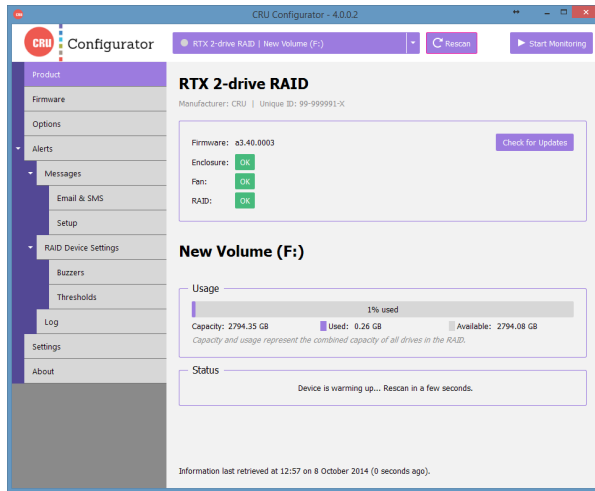 CRU Configurator - 4.0.0.2
CRU Configurator
RTX 2-drive RAID | New Volume (F:)
Rescan
Start Monitoring
Product
Firmware
Options
Alerts
Messages
Email & SMS
Setup
RAID Device Settings
Buzzers
Thresholds
Log
Settings
About
RTX 2-drive RAID
Manufacturer: CRU | Unique ID: 99-999991-X
Firmware: a3.40.0003
Check for Updates
Enclosure: OK
Fan: OK
RAID: OK
New Volume (F:)
Usage
1% used
Capacity: 2794.35 GB Used: 0.26 GB Available: 2794.08 GB
Capacity and usage represent the combined capacity of all drives in the RAID.
Status
Device is warming up... Rescan in a few seconds.
Information last retrieved at 12:57 on 8 October 2014 (0 seconds ago).